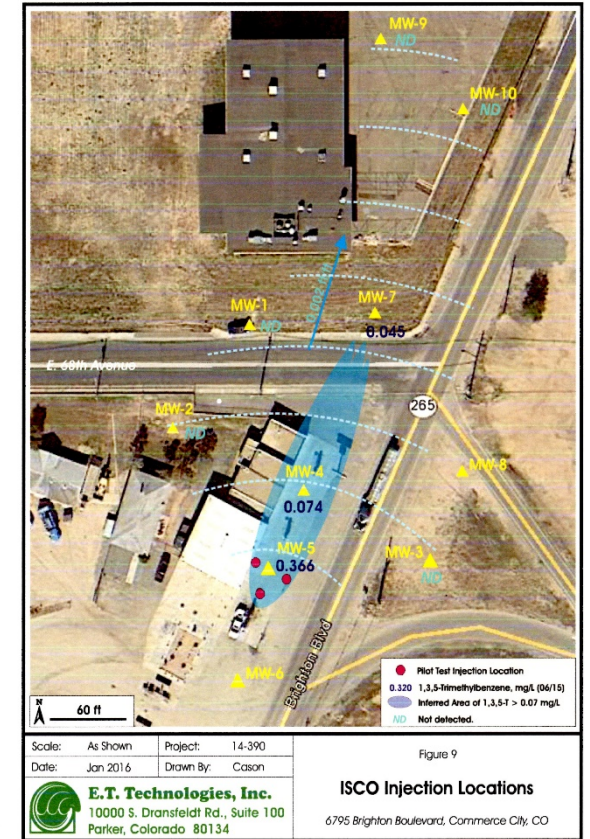 MW-9
ND
MW-10
ND
MW-1
ND
MW-7
0.045
E. 68th Avenue
265
MW-2
ND
MW-8
MW-4
0.074
MW-5
0.366
MW-3
ND
MW-6
Brighton Blvd
N
60 ft
Pilot Test Injection Location
0.320 1,3,5-Trimethylbenzene, mg/L (06/15)
Inferred Area of 1,3,5-T > 0.07 mg/L
ND Not detected.
Scale: As Shown
Project: 14-390
Date: Jan 2016
Drawn By: Cason
E.T. Technologies, Inc.
10000 S. Dransfeldt Rd., Suite 100
Parker, Colorado 80134
Figure 9
ISCO Injection Locations
6795 Brighton Boulevard, Commerce City, CO